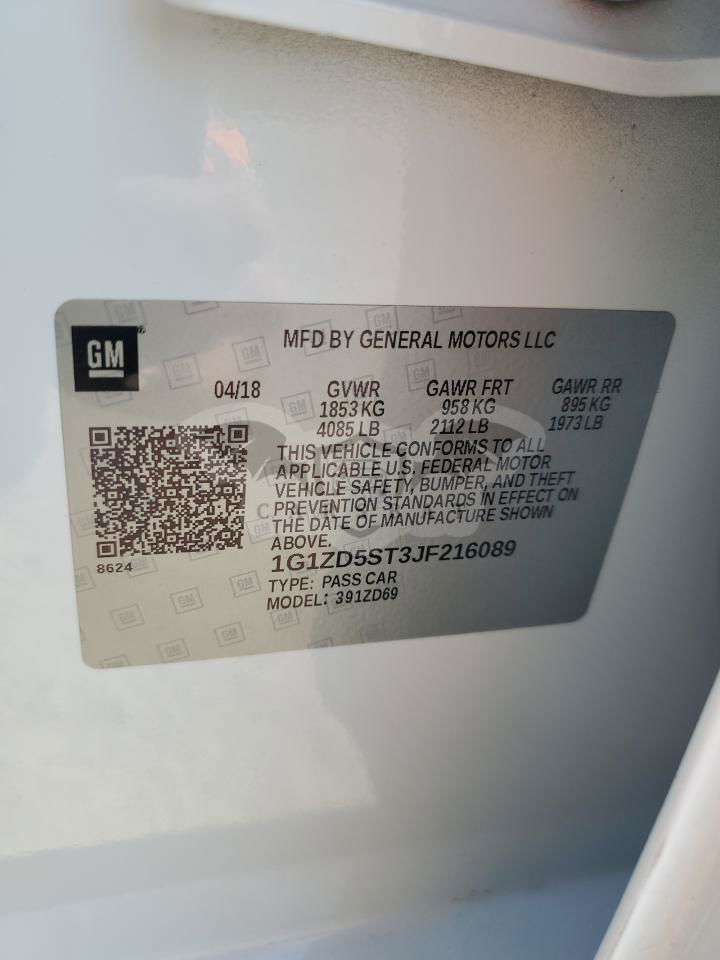 GM
MFD BY GENERAL MOTORS LLC
04/18 GVWR GAWR FRT GAWR RR
1853 KG 958 KG 895 KG
4085 LB 2112 LB 1973 LB
THIS VEHICLE CONFORMS TO ALL
APPLICABLE U.S. FEDERAL MOTOR
VEHICLE SAFETY, BUMPER, AND THEFT
PREVENTION STANDARDS IN EFFECT ON
THE DATE OF MANUFACTURE SHOWN
ABOVE.
8624
1G1ZD5ST3JF216089
TYPE: PASS CAR
MODEL: 391ZD69